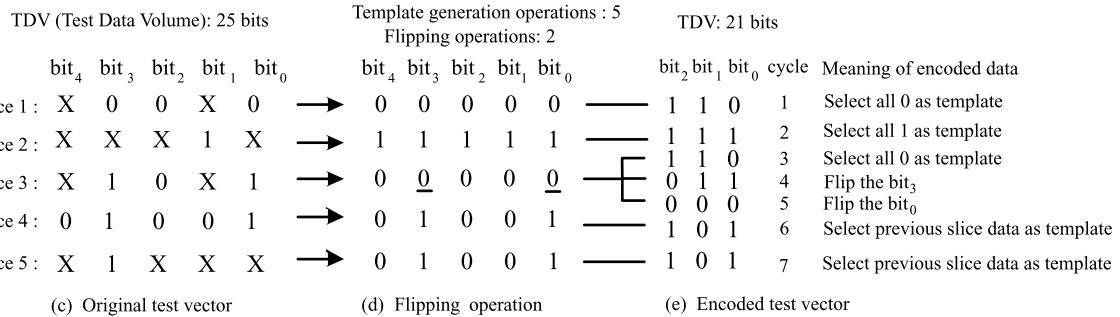 TDV (Test Data Volume): 25 bits
Template generation operations : 5
Flipping operations: 2
TDV: 21 bits
bit4 bit3 bit2 bit1 bit0
bit4 bit3 bit2 bit1 bit0
bit2 bit1 bit0 cycle Meaning of encoded data
ce 1 : X 0 0 X 0 0 0 0 0 0 1 1 0 1 Select all 0 as template
ce 2 : X X X 1 X 1 1 1 1 1 1 1 1 2 Select all 1 as template
1 1 0 3 Select all 0 as template
ce 3 : X 1 0 X 1 0 0 0 0 0 0 1 1 4 Flip the bit3
0 0 0 5 Flip the bit0
ce 4 : 0 1 0 0 1 0 1 0 0 1 1 0 1 6 Select previous slice data as template
ce 5 : X 1 X X X 0 1 0 0 1 1 0 1 7 Select previous slice data as template
(c) Original test vector
(d) Flipping operation
(e) Encoded test vector